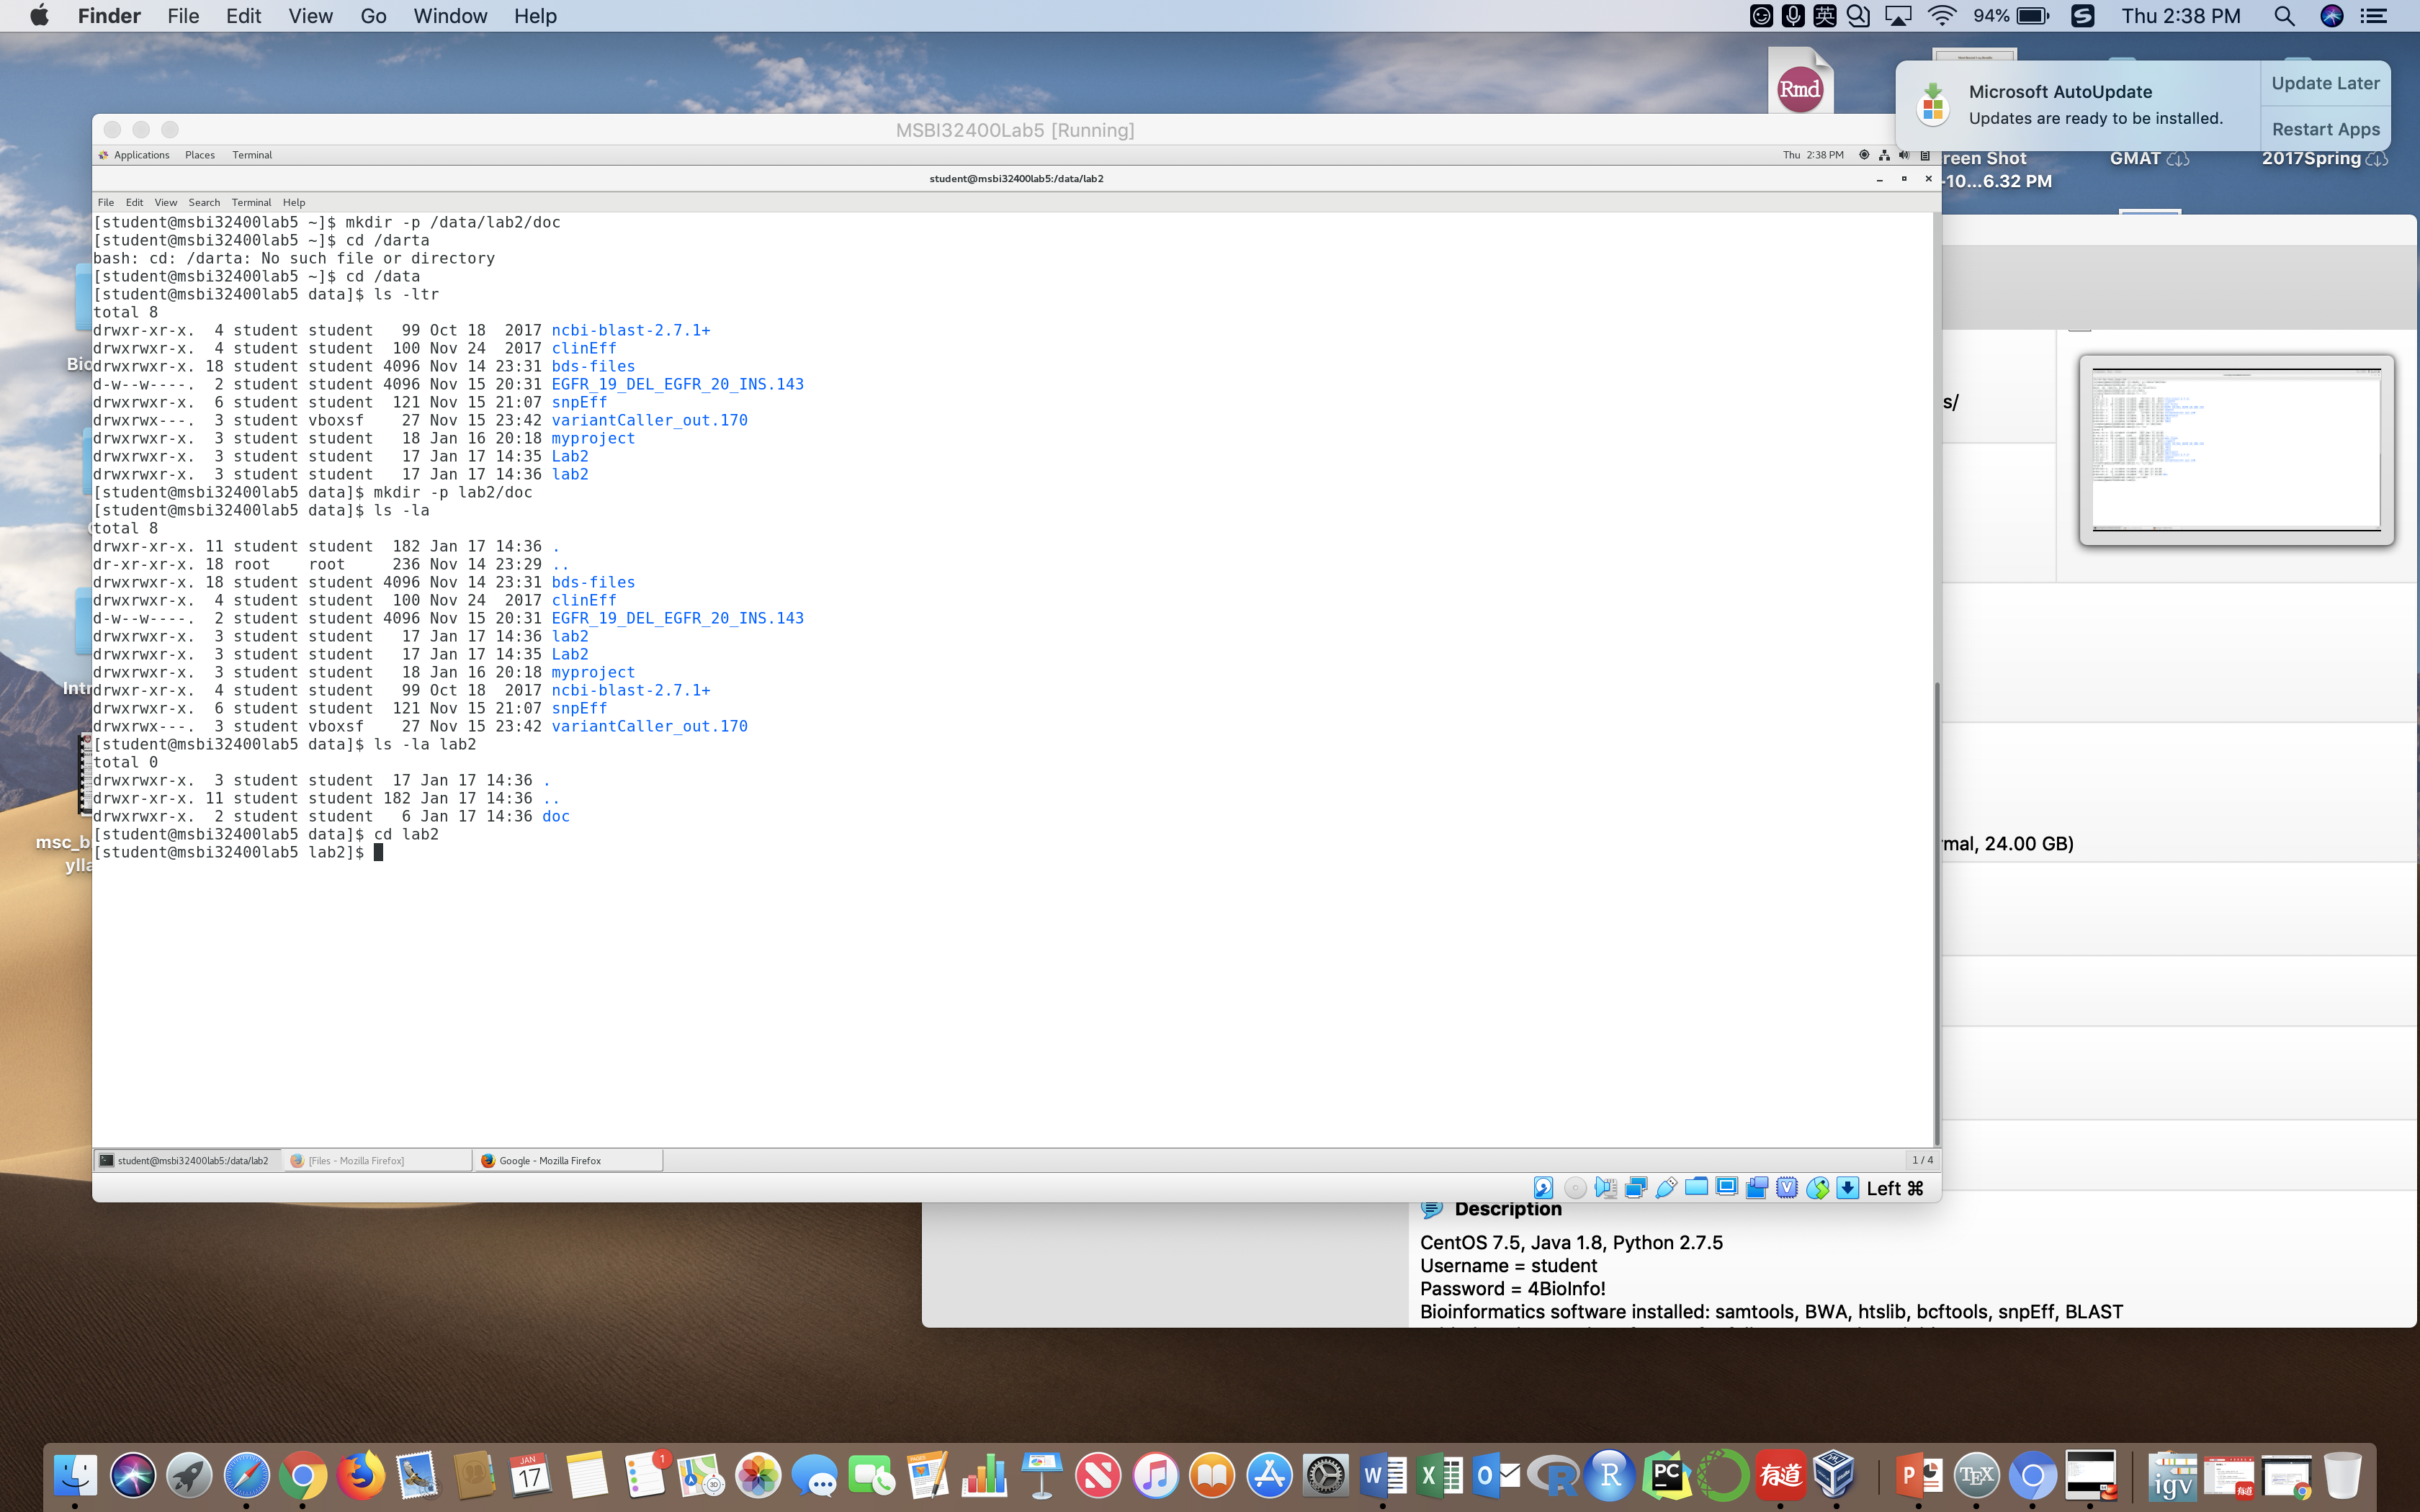 Finder File Edit View Go Window Help 英 94% Thu 2:38 PM
Rmd
Microsoft AutoUpdate
Updates are ready to be installed.
Update Later
Restart Apps
reen Shot
-10...6.32 PM
GMAT
2017Spring
MSBI32400Lab5 [Running]
Applications Places Terminal Thu 2:38 PM
student@msbi32400lab5:/data/lab2
File Edit View Search Terminal Help
[student@msbi32400lab5 ~]$ mkdir -p /data/lab2/doc
[student@msbi32400lab5 ~]$ cd /darta
bash: cd: /darta: No such file or directory
[student@msbi32400lab5 ~]$ cd /data
[student@msbi32400lab5 data]$ ls -ltr
total 8
drwxr-xr-x. 4 student student 99 Oct 18 2017 ncbi-blast-2.7.1+
drwxrwxr-x. 4 student student 100 Nov 24 2017 clinEff
drwxrwxr-x. 18 student student 4096 Nov 14 23:31 bds-files
d-w--w----. 2 student student 4096 Nov 15 20:31 EGFR_19_DEL_EGFR_20_INS.143
drwxrwxr-x. 6 student student 121 Nov 15 21:07 snpEff
drwxrwx---. 3 student vboxsf 27 Nov 15 23:42 variantCaller_out.170
drwxrwxr-x. 3 student student 18 Jan 16 20:18 myproject
drwxrwxr-x. 3 student student 17 Jan 17 14:35 Lab2
drwxrwxr-x. 3 student student 17 Jan 17 14:36 lab2
[student@msbi32400lab5 data]$ mkdir -p lab2/doc
[student@msbi32400lab5 data]$ ls -la
total 8
drwxr-xr-x. 11 student student 182 Jan 17 14:36 .
dr-xr-xr-x. 18 root root 236 Nov 14 23:29 ..
drwxrwxr-x. 18 student student 4096 Nov 14 23:31 bds-files
drwxrwxr-x. 4 student student 100 Nov 24 2017 clinEff
d-w--w----. 2 student student 4096 Nov 15 20:31 EGFR_19_DEL_EGFR_20_INS.143
drwxrwxr-x. 3 student student 17 Jan 17 14:36 lab2
drwxrwxr-x. 3 student student 17 Jan 17 14:35 Lab2
drwxrwxr-x. 3 student student 18 Jan 16 20:18 myproject
drwxr-xr-x. 4 student student 99 Oct 18 2017 ncbi-blast-2.7.1+
drwxrwxr-x. 6 student student 121 Nov 15 21:07 snpEff
drwxrwx---. 3 student vboxsf 27 Nov 15 23:42 variantCaller_out.170
[student@msbi32400lab5 data]$ ls -la lab2
total 0
drwxrwxr-x. 3 student student 17 Jan 17 14:36 .
drwxr-xr-x. 11 student student 182 Jan 17 14:36 ..
drwxrwxr-x. 2 student student 6 Jan 17 14:36 doc
[student@msbi32400lab5 data]$ cd lab2
[student@msbi32400lab5 lab2]$
Bio
Intr
msc_b
ylla
s/
rmal, 24.00 GB)
student@msbi32400lab5:/data/lab2 [Files - Mozilla Firefox] Google - Mozilla Firefox 1 / 4
Left ⌘
Description
CentOS 7.5, Java 1.8, Python 2.7.5
Username = student
Password = 4BioInfo!
Bioinformatics software installed: samtools, BWA, htslib, bcftools, snpEff, BLAST
JAN
17
1
W
X
O
R
R
PC
有道
P
TEX
igv
有道